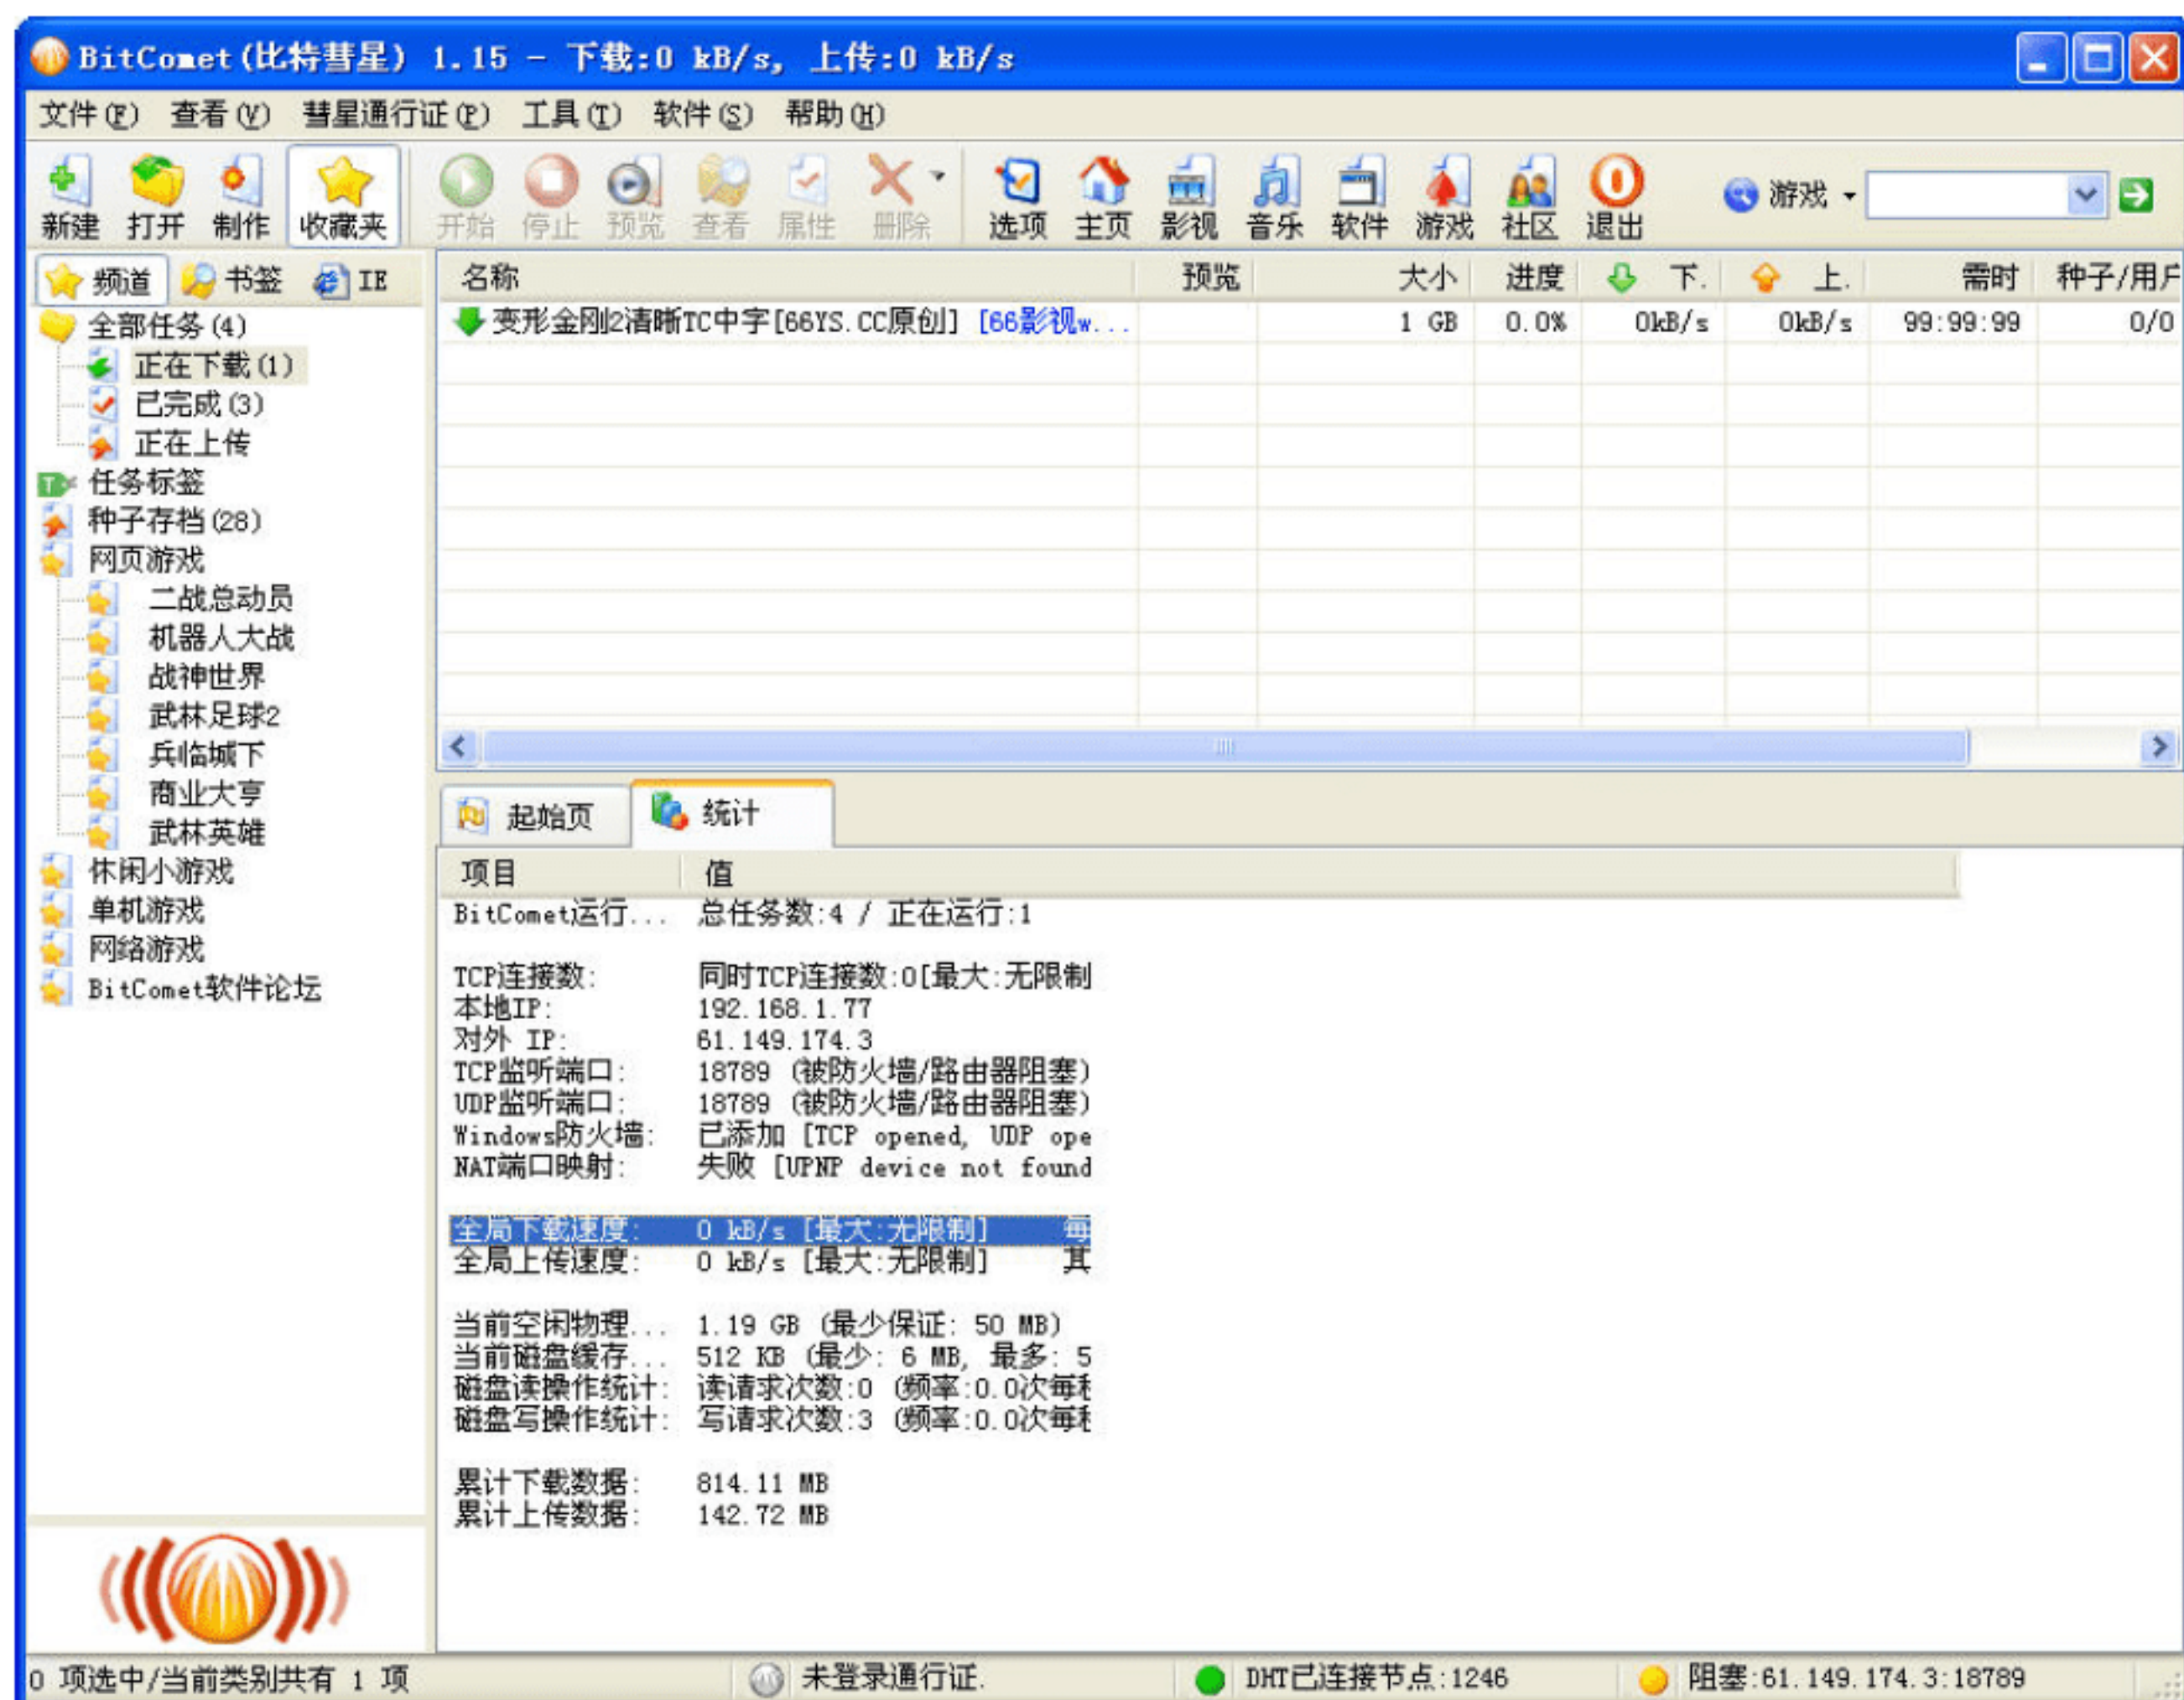 BitComet(比特彗星) 1.15 - 下载:0 kB/s, 上传:0 kB/s
文件(F) 查看(V) 彗星通行证(P) 工具(T) 软件(S) 帮助(H)
新建 打开 制作 收藏夹 开始 停止 预览 查看 属性 删除 选项 主页 影视 音乐 软件 游戏 社区 退出 游戏
频道 书签 IE
全部任务(4)
正在下载(1)
已完成(3)
正在上传
任务标签
种子存档(28)
网页游戏
二战总动员
机器人大战
战神世界
武林足球2
兵临城下
商业大亨
武林英雄
休闲小游戏
单机游戏
网络游戏
BitComet软件论坛
名称 预览 大小 进度 下. 上. 需时 种子/用户
变形金刚2清晰TC中字[66YS.CC原创] [66影视w... 1 GB 0.0% 0kB/s 0kB/s 99:99:99 0/0
起始页 统计
项目 值
BitComet运行... 总任务数:4 / 正在运行:1
TCP连接数: 同时TCP连接数:0[最大:无限制
本地IP: 192.168.1.77
对外 IP: 61.149.174.3
TCP监听端口: 18789 (被防火墙/路由器阻塞)
UDP监听端口: 18789 (被防火墙/路由器阻塞)
Windows防火墙: 已添加 [TCP opened, UDP ope
NAT端口映射: 失败 [UPNP device not found
全局下载速度: 0 kB/s [最大:无限制] 每
全局上传速度: 0 kB/s [最大:无限制] 其
当前空闲物理... 1.19 GB (最少保证: 50 MB)
当前磁盘缓存... 512 KB (最少: 6 MB, 最多: 5
磁盘读操作统计: 读请求次数:0 (频率:0.0次每秒
磁盘写操作统计: 写请求次数:3 (频率:0.0次每秒
累计下载数据: 814.11 MB
累计上传数据: 142.72 MB
0 项选中/当前类别共有 1 项 未登录通行证. DHT已连接节点:1246 阻塞:61.149.174.3:18789